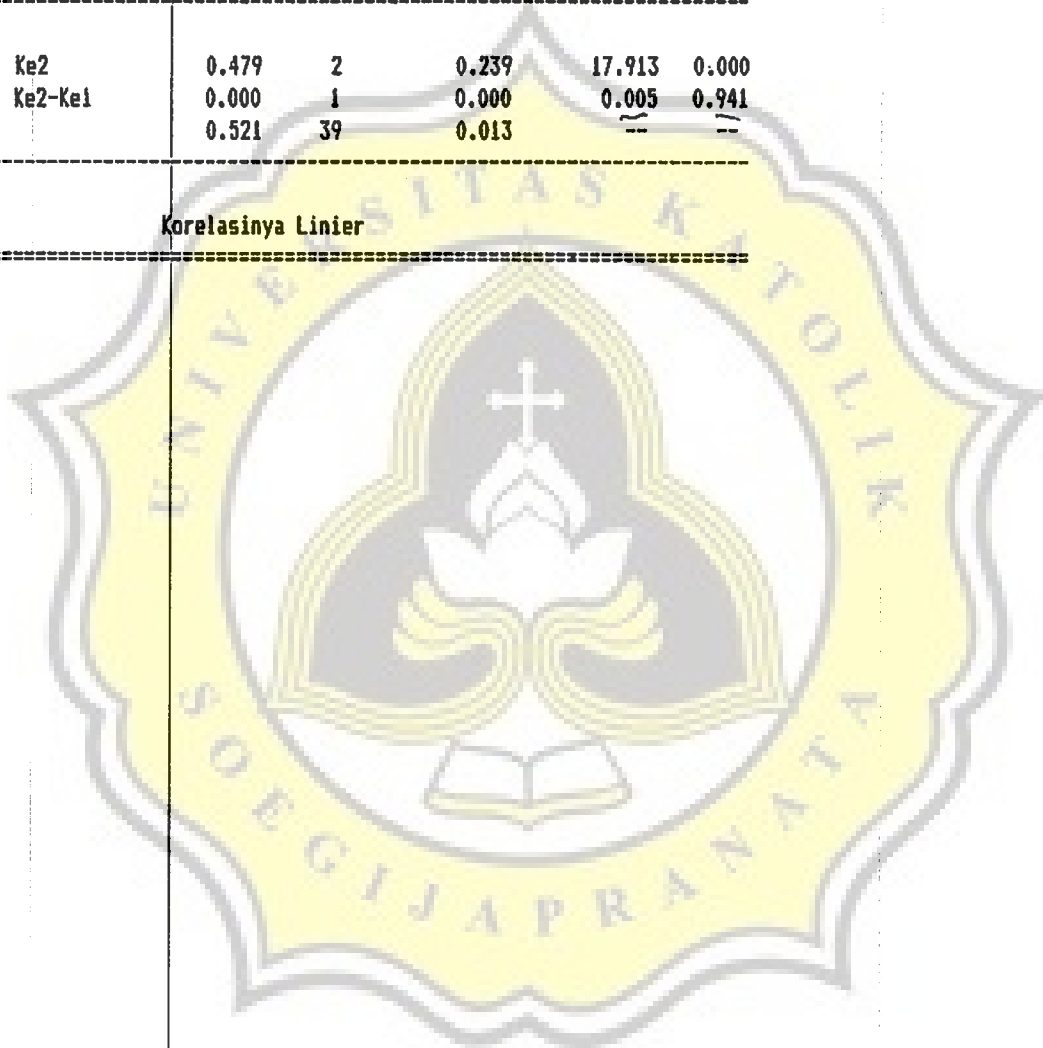 Ke2 0.479 2 0.239 17.913 0.000
Ke2-Ke1 0.000 1 0.000 0.005 0.941
0.521 39 0.013 -- --
Korelasinya Linier
UNIVERSITAS KATOLIK
SOEGIJAPRANATA